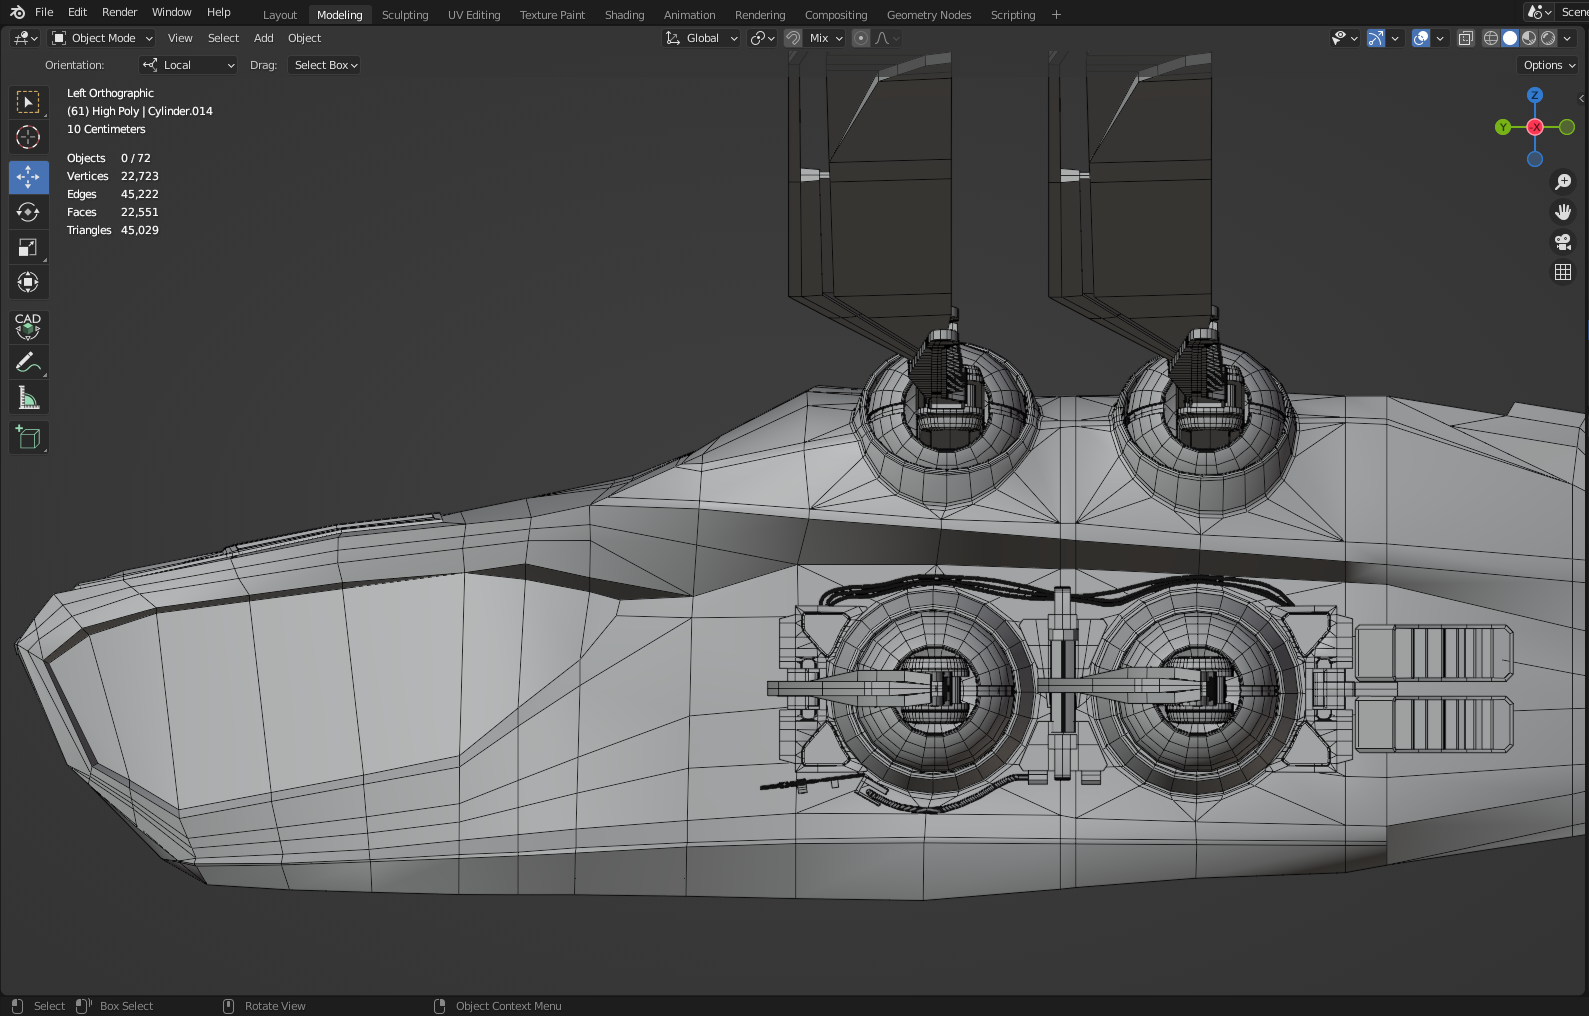 File Edit Render Window Help Layout Modeling Sculpting UV Editing Texture Paint Shading Animation Rendering Compositing Geometry Nodes Scripting + Scene
Object Mode View Select Add Object Global Mix
Orientation: Local Drag: Select Box Options
Left Orthographic
(61) High Poly | Cylinder.014
10 Centimeters
Objects 0 / 72
Vertices 22,723
Edges 45,222
Faces 22,551
Triangles 45,029
Z
Y -X
CAD
Select Box Select Rotate View Object Context Menu